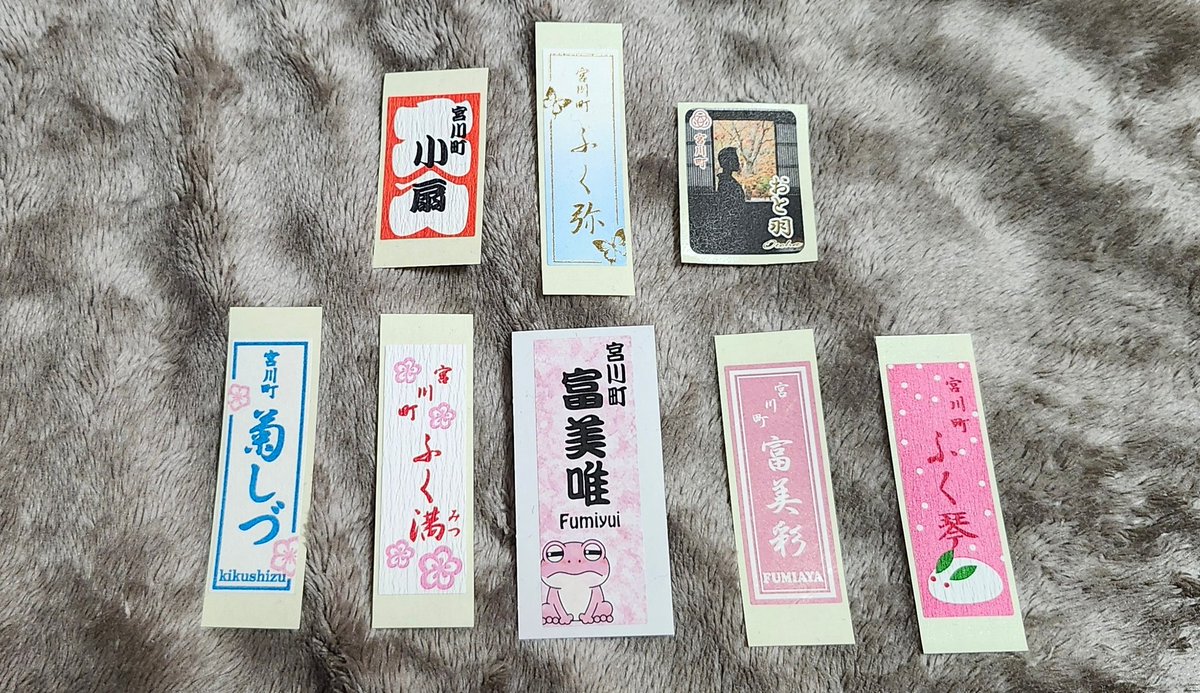 宮川町
小扇
宮川町
ふく弥
宮川町
おと羽
Otoha
宮川町
菊しづ
kikushizu
宮川町
ふく満
みつ
宮川町
富美唯
Fumiyui
宮川町
富美彩
FUMIAYA
宮川町
ふく琴